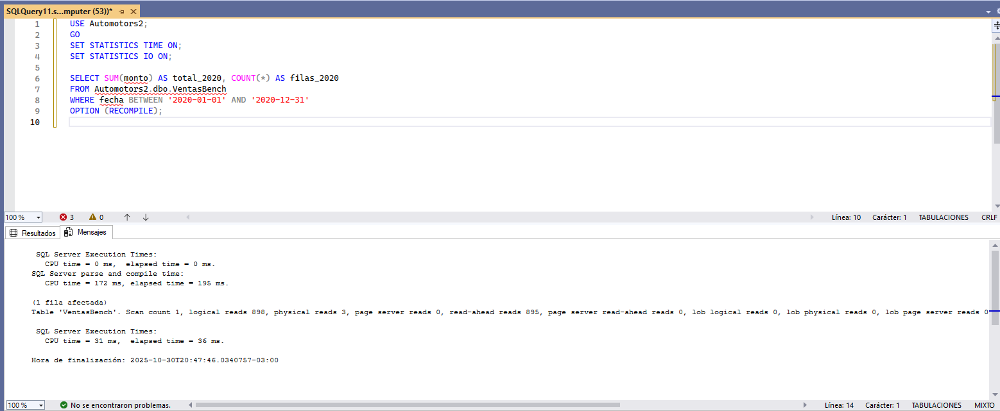 SQLQuery11.s...mputer (53))*
1 USE Automotors2;
2 GO
3 SET STATISTICS TIME ON;
4 SET STATISTICS IO ON;
5
6 SELECT SUM(monto) AS total_2020, COUNT(*) AS filas_2020
7 FROM Automotors2.dbo.VentasBench
8 WHERE fecha BETWEEN '2020-01-01' AND '2020-12-31'
9 OPTION (RECOMPILE);
10
100 % 3 0 Línea: 10 Carácter: 1 TABULACIONES CRLF
Resultados Mensajes
SQL Server Execution Times:
CPU time = 0 ms, elapsed time = 0 ms.
SQL Server parse and compile time:
CPU time = 172 ms, elapsed time = 195 ms.
(1 fila afectada)
Table 'VentasBench'. Scan count 1, logical reads 898, physical reads 3, page server reads 0, read-ahead reads 895, page server read-ahead reads 0, lob logical reads 0, lob physical reads 0, lob page server reads 0
SQL Server Execution Times:
CPU time = 31 ms, elapsed time = 36 ms.
Hora de finalización: 2025-10-30T20:47:46.0340757-03:00
100 % No se encontraron problemas. Línea: 14 Carácter: 1 TABULACIONES MIXTO